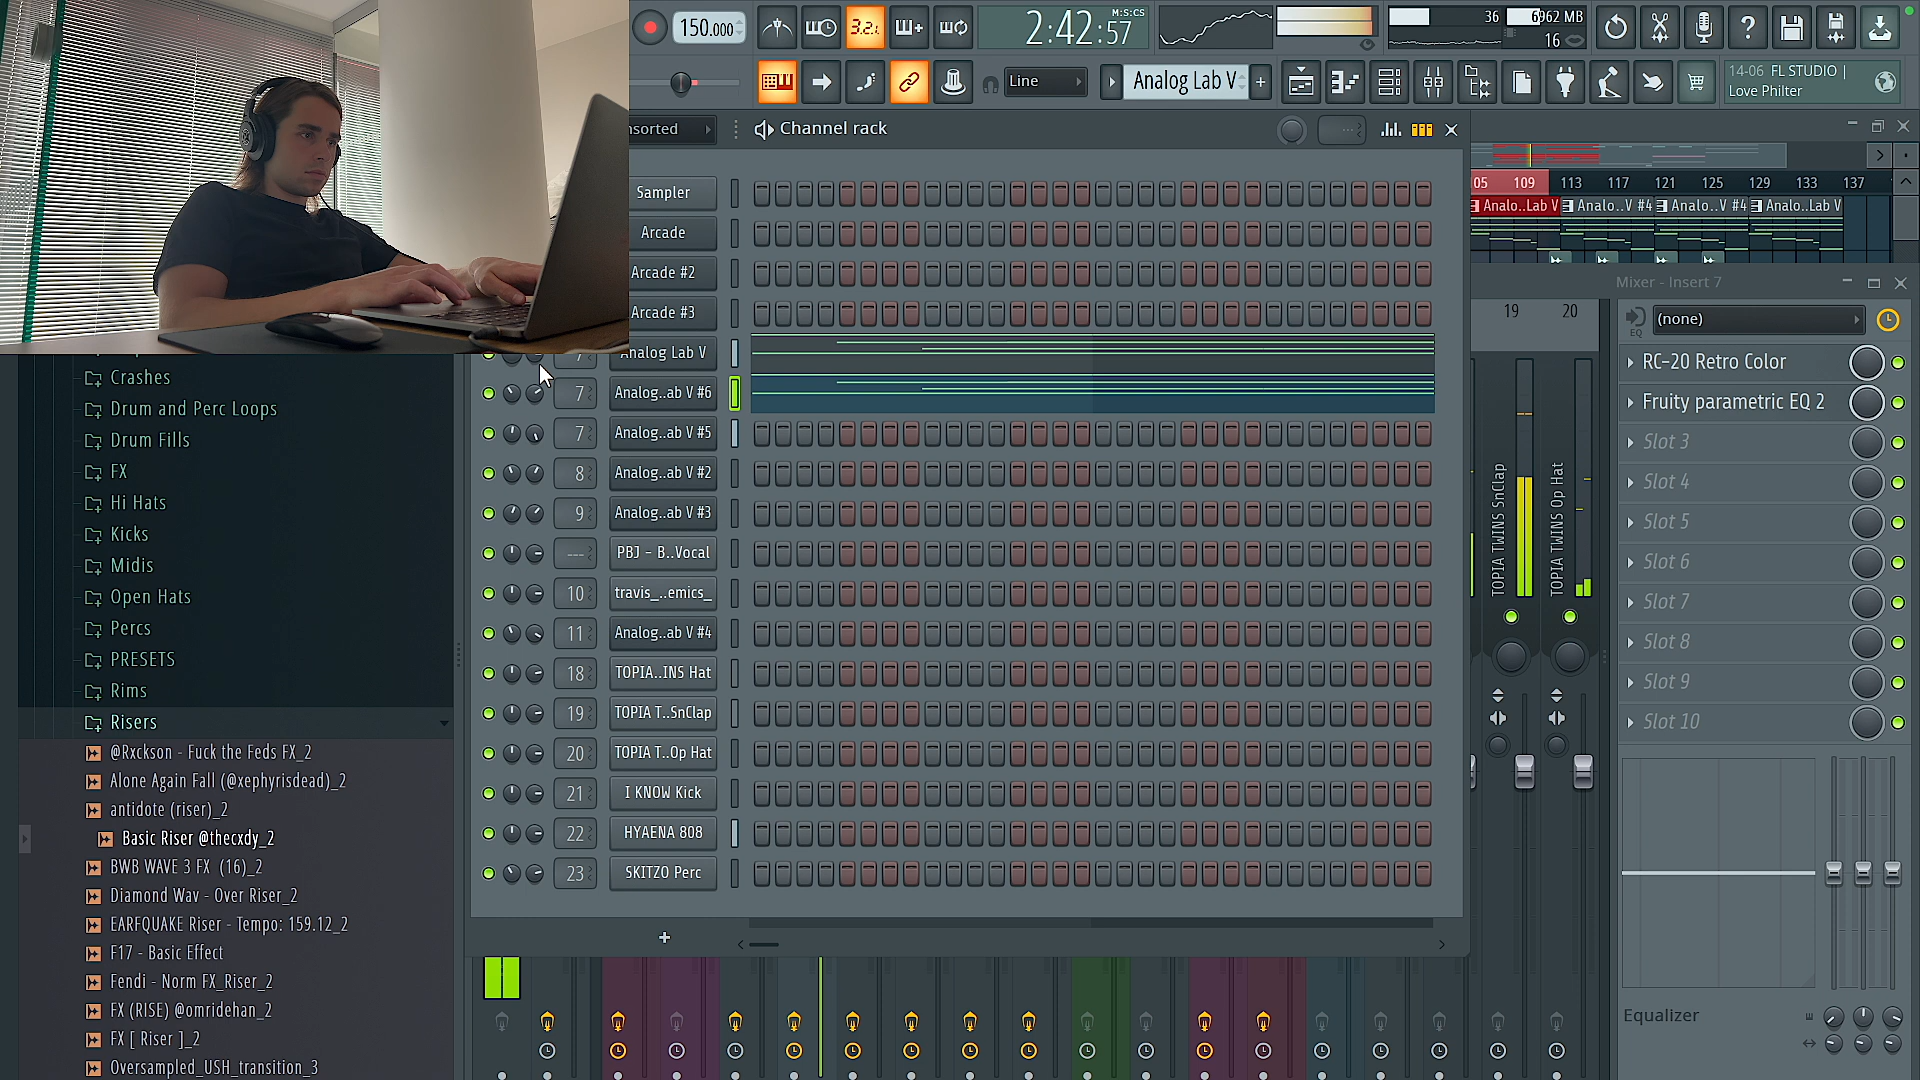 150.000
3.2.1
2:42:57
M:S:CS
36
6962 MB
16
Line
Analog Lab V
14-06 FL STUDIO |
Love Philter
Channel rack
105
109
113
117
121
125
129
133
137
Analo..Lab V
Analo..V #4
Analo..V #4
Analo..Lab V
Sampler
Arcade
Arcade #2
Arcade #3
Analog Lab V
7
Analog..ab V #6
7
Analog..ab V #5
8
Analog..ab V #2
9
Analog..ab V #3
---
PBJ - B..Vocal
10
travis_..emics_
11
Analog..ab V #4
18
TOPIA..INS Hat
19
TOPIA T..SnClap
20
TOPIA T..Op Hat
21
I KNOW Kick
22
HYAENA 808
23
SKITZO Perc
Crashes
Drum and Perc Loops
Drum Fills
FX
Hi Hats
Kicks
Midis
Open Hats
Percs
PRESETS
Rims
Risers
@Rxckson - Fuck the Feds FX_2
Alone Again Fall (@xephyrisdead)_2
antidote (riser)_2
Basic Riser @thecxdy_2
BWB WAVE 3 FX (16)_2
Diamond Wav - Over Riser_2
EARFQUAKE Riser - Tempo: 159.12_2
F17 - Basic Effect
Fendi - Norm FX_Riser_2
FX (RISE) @omridehan_2
FX [ Riser ]_2
Oversampled_USH_transition_3
Mixer - Insert 7
19
20
TOPIA TWINS SnClap
TOPIA TWINS Op Hat
EQ
(none)
RC-20 Retro Color
Fruity parametric EQ 2
Slot 3
Slot 4
Slot 5
Slot 6
Slot 7
Slot 8
Slot 9
Slot 10
Equalizer